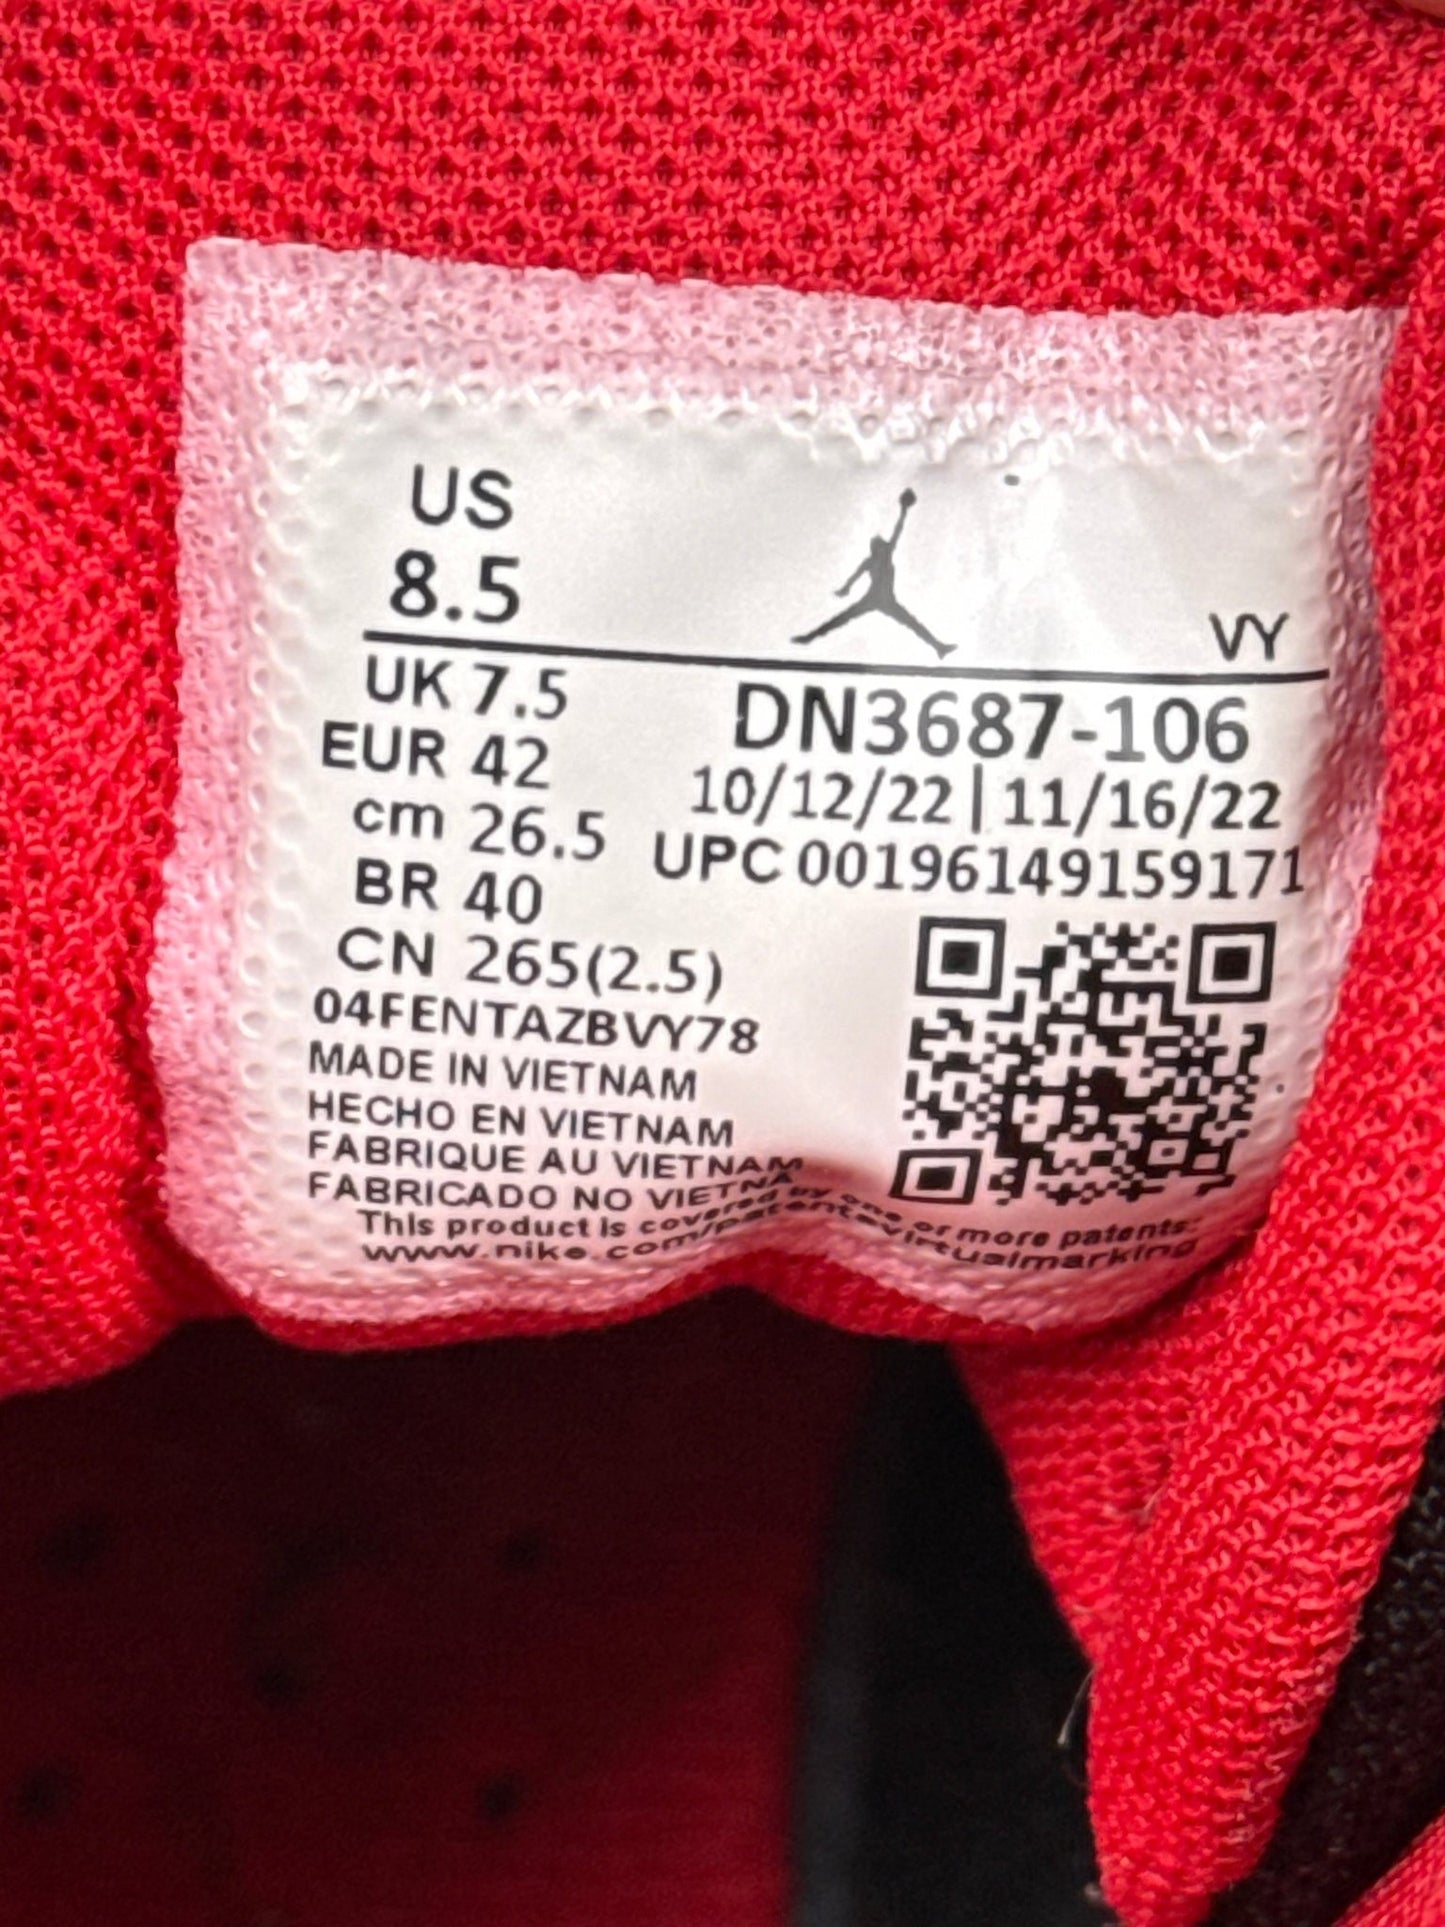 US
8.5
VY
UK 7.5
EUR 42
cm 26.5
BR 40
CN 265(2.5)
DN3687-106
10/12/22 | 11/16/22
UPC 00196149159171
04FENTAZBVY78
MADE IN VIETNAM
HECHO EN VIETNAM
FABRIQUE AU VIETNAM
FABRICADO NO VIETNA
This product is covered by one or more patents:
www.nike.com/patentsvirtualmarking